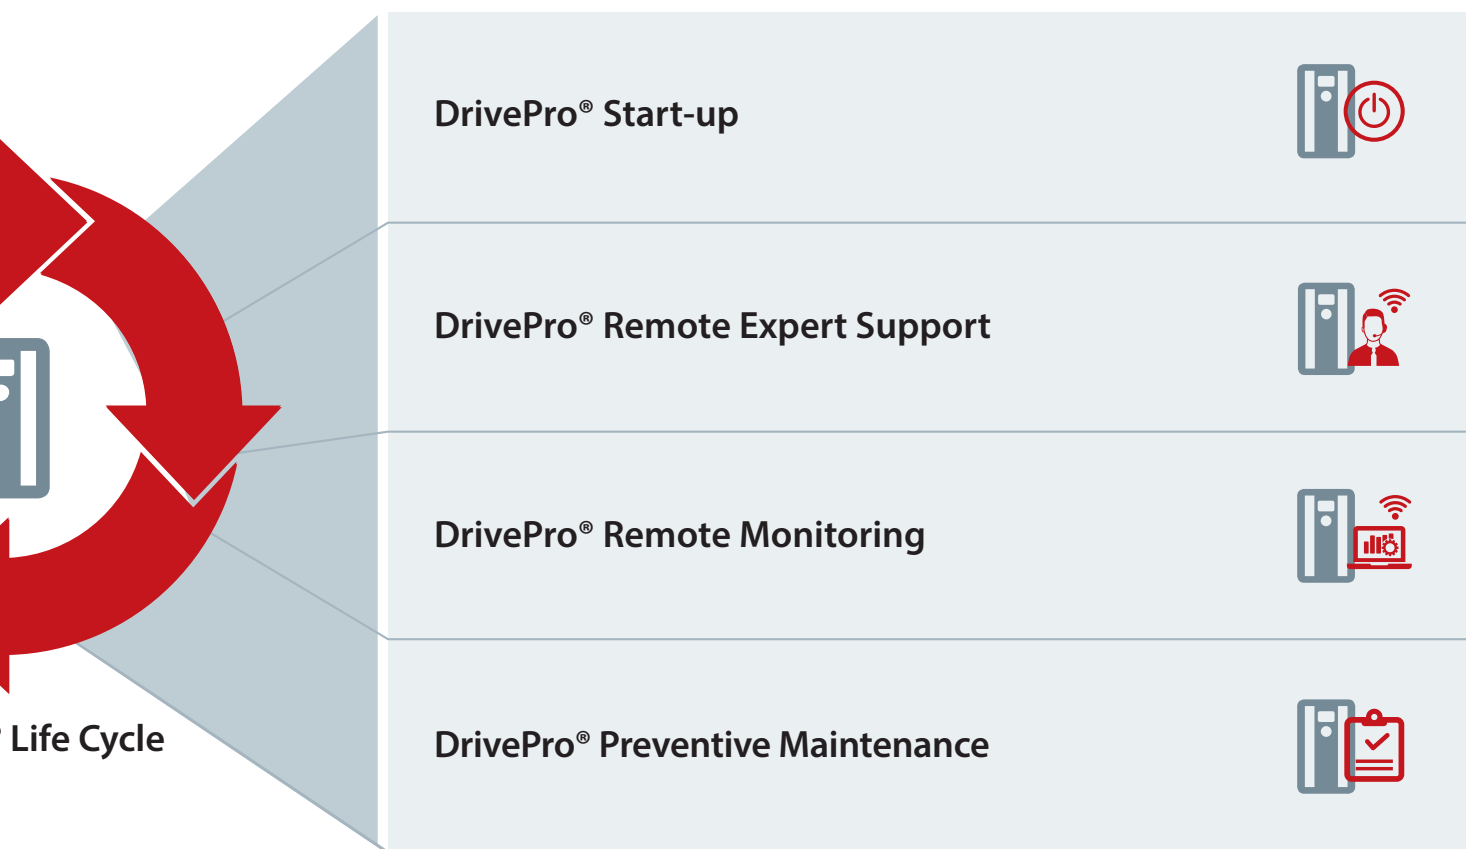 DrivePro® Start-up
DrivePro® Remote Expert Support
DrivePro® Remote Monitoring
® Life Cycle
DrivePro® Preventive Maintenance